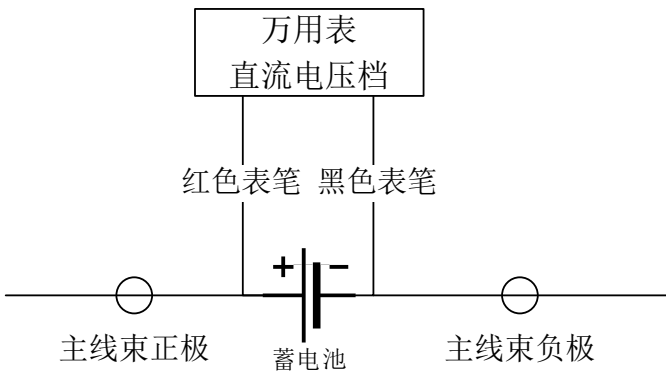 万用表
直流电压档
红色表笔 黑色表笔
+ −
主线束正极
蓄电池
主线束负极